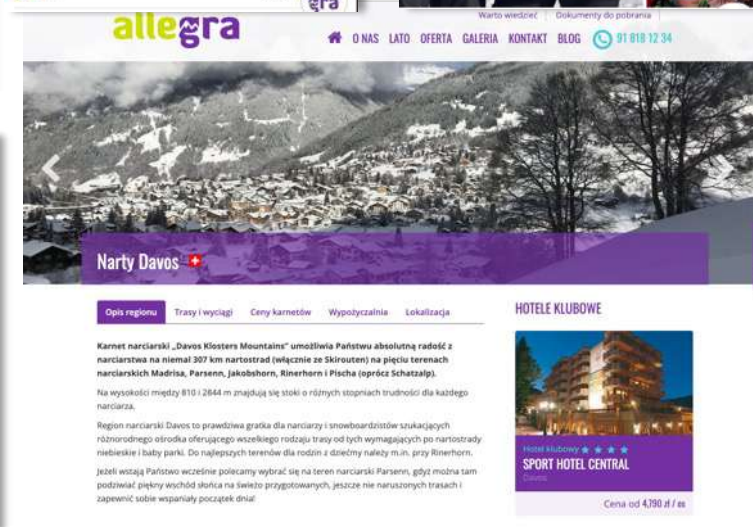 gra
allegra
Warto wiedzieć
Dokumenty do pobrania
O NAS LATO OFERTA GALERIA KONTAKT BLOG 91 818 12 34
Narty Davos
Opis regionu Trasy i wyciągi Ceny karnetów Wypożyczalnia Lokalizacja
Karnet narciarski „Davos Klosters Mountains” umożliwia Państwu absolutną radość z
narciarstwa na niemal 307 km nartostrad (włącznie ze Skirouten) na pięciu terenach
narciarskich Madrisa, Parsenn, Jakobshorn, Rinerhorn i Pischa (oprócz Schatzalp).
Na wysokości między 810 i 2844 m znajdują się stoki o różnych stopniach trudności dla każdego
narciarza.
Region narciarski Davos to prawdziwa gratka dla narciarzy i snowboardzistów szukających
różnorodnego ośrodka oferującego wszelkiego rodzaju trasy od tych wymagających po nartostrady
niebieskie i baby parki. Do najlepszych terenów dla rodzin z dziećmy należy m.in. przy Rinerhorn.
Jeżeli wstają Państwo wcześnie polecamy wybrać się na teren narciarski Parsenn, gdyż można tam
podziwiać piękny wschód słońca na świeżo przygotowanych, jeszcze nie naruszonych trasach i
zapewnić sobie wspaniały początek dnia!
HOTELE KLUBOWE
Hotel klubowy
SPORT HOTEL CENTRAL
Davos
Cena od 4,790 zł / os